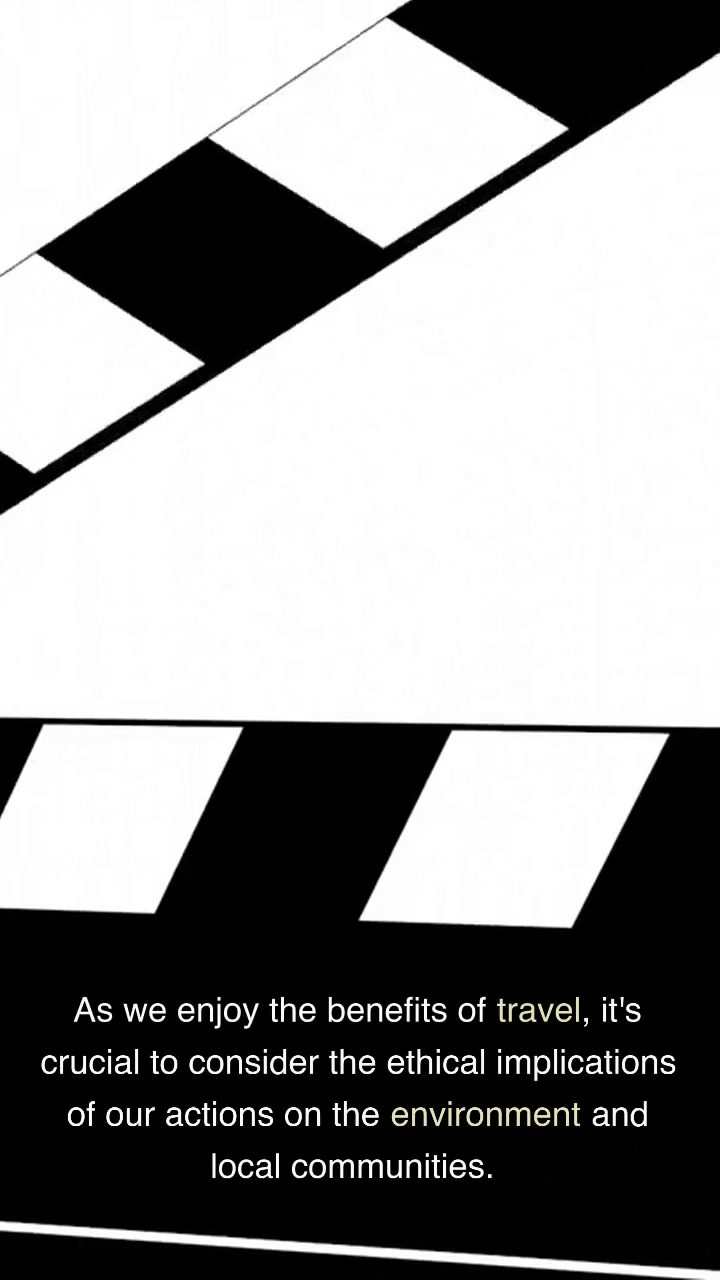 As we enjoy the benefits of travel, it's
crucial to consider the ethical implications
of our actions on the environment and
local communities.